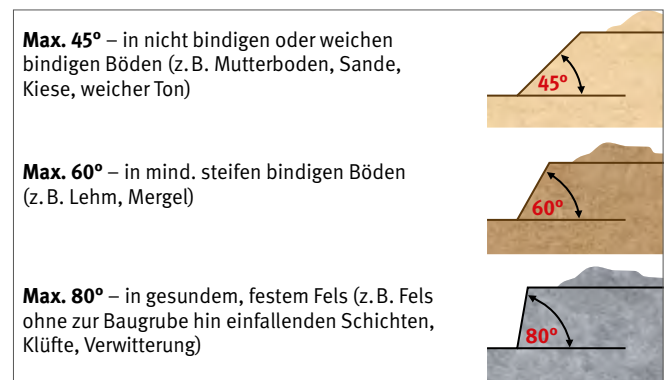 Max. 45° – in nicht bindigen oder weichen
bindigen Böden (z. B. Mutterboden, Sande,
Kiese, weicher Ton)
45°
Max. 60° – in mind. steifen bindigen Böden
(z. B. Lehm, Mergel)
60°
Max. 80° – in gesundem, festem Fels (z. B. Fels
ohne zur Baugrube hin einfallenden Schichten,
Klüfte, Verwitterung)
80°